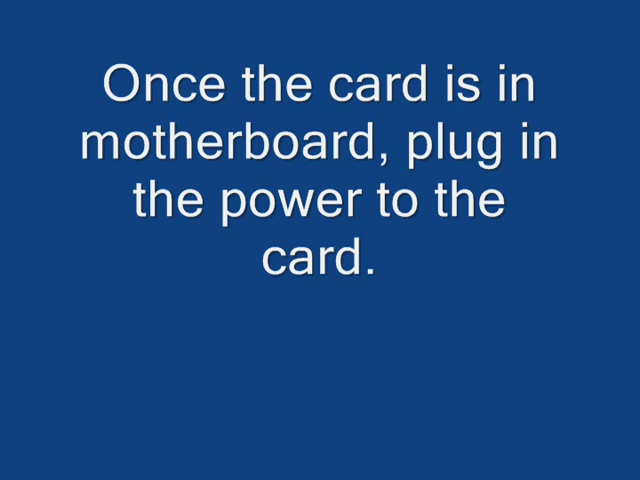 Once the card is in
motherboard, plug in
the power to the
card.